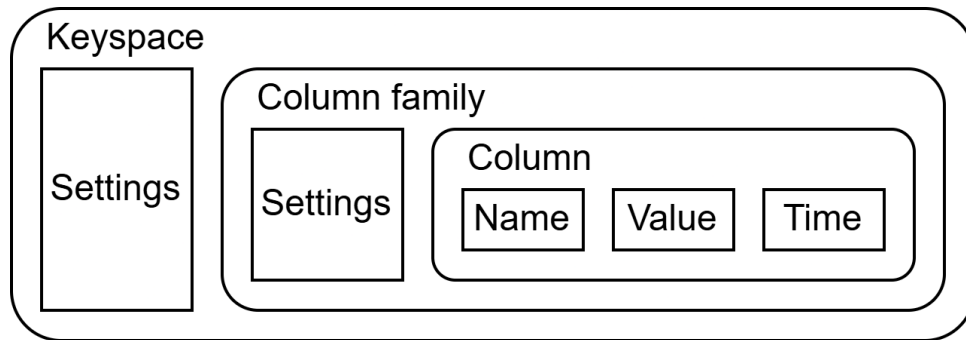 Keyspace
Settings
Column family
Settings
Column
Name Value Time